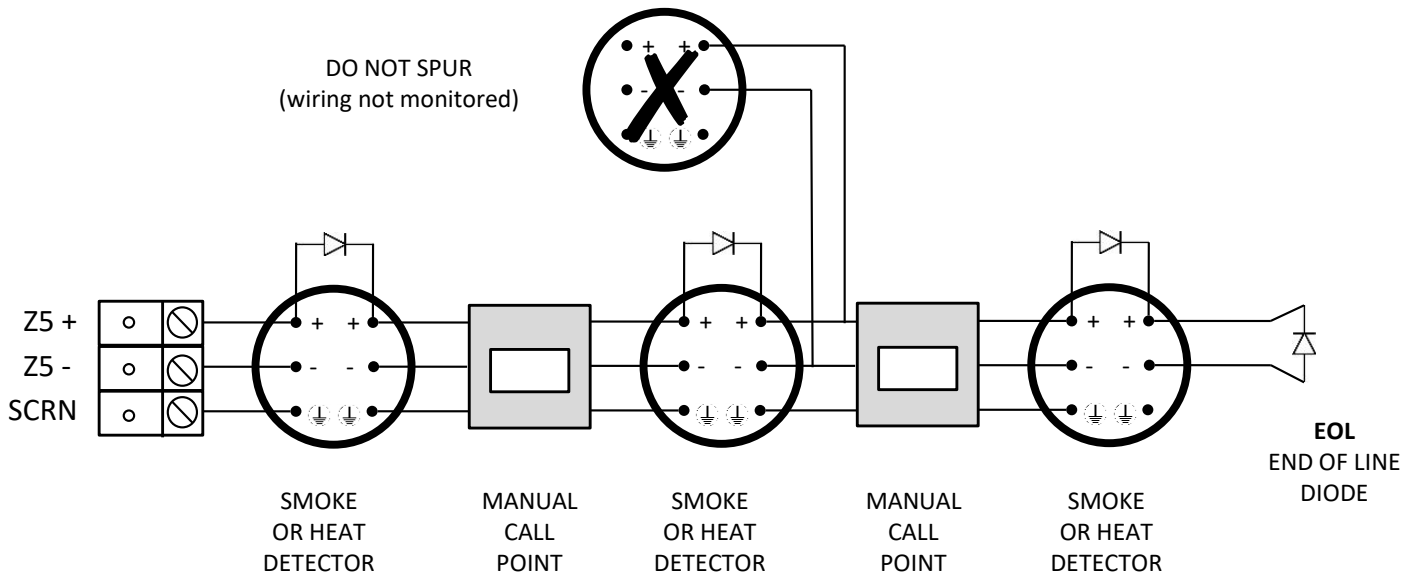 DO NOT SPUR
(wiring not monitored)
+ +
- -
Z5 +
Z5 -
SCRN
+ +
- -
+ +
- -
+ +
- -
SMOKE
OR HEAT
DETECTOR
MANUAL
CALL
POINT
SMOKE
OR HEAT
DETECTOR
MANUAL
CALL
POINT
SMOKE
OR HEAT
DETECTOR
EOL
END OF LINE
DIODE